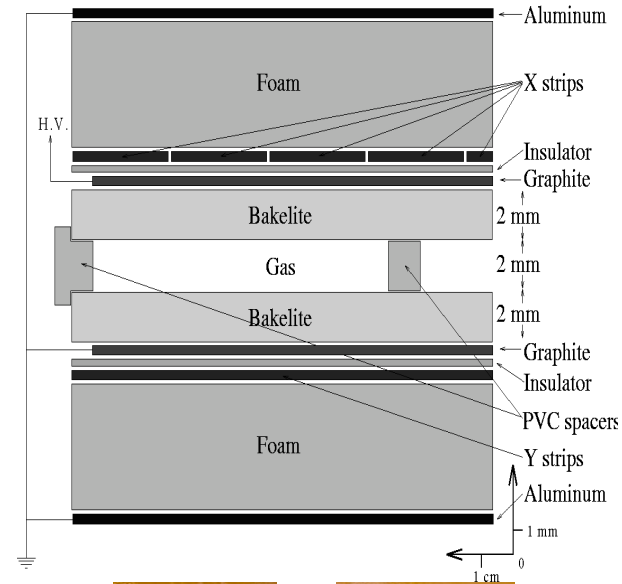 Aluminum
Foam
X strips
H.V.
Insulator
Graphite
Bakelite
2 mm
Gas
2 mm
Bakelite
2 mm
Graphite
Insulator
PVC spacers
Foam
Y strips
Aluminum
1 mm
0
1 cm